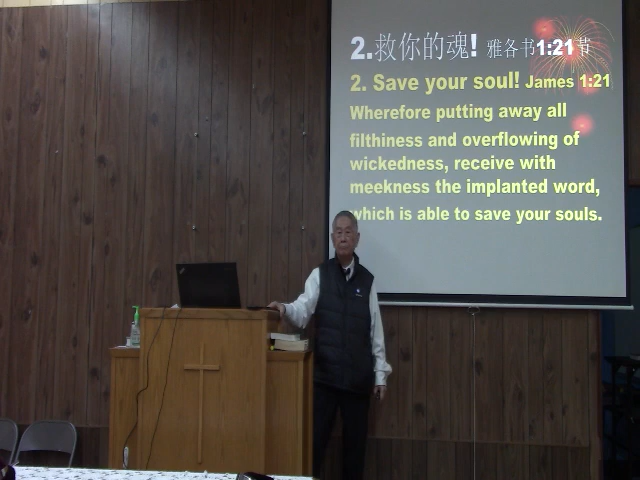 2.救你的魂! 雅各书1:21节
2. Save your soul! James 1:21
Wherefore putting away all
filthiness and overflowing of
wickedness, receive with
meekness the implanted word,
which is able to save your souls.